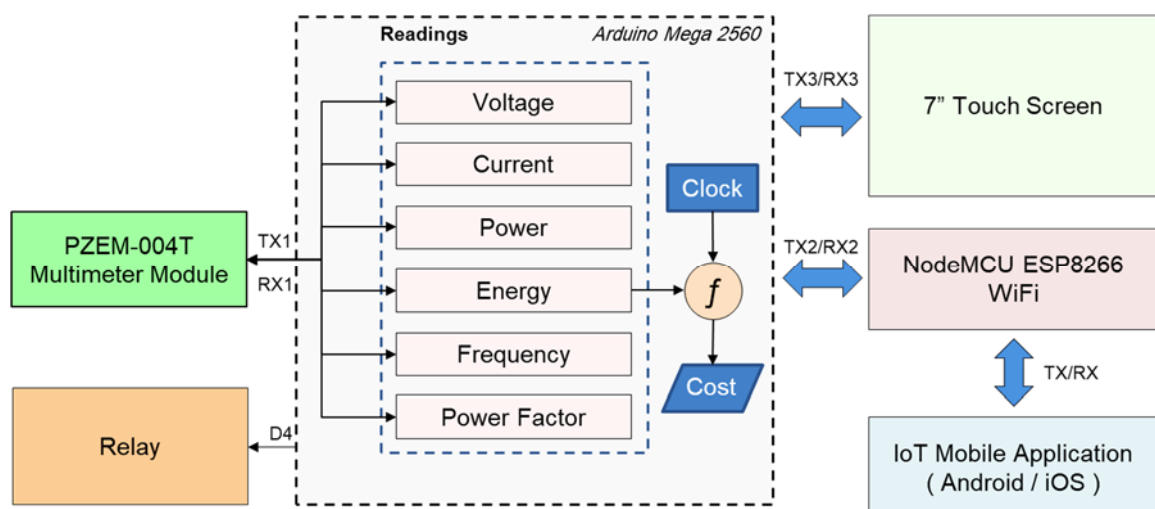 Readings
Arduino Mega 2560
Voltage
Current
Power
Energy
Frequency
Power Factor
Clock
f
Cost
PZEM-004T
Multimeter Module
TX1
RX1
Relay
D4
TX3/RX3
7” Touch Screen
TX2/RX2
NodeMCU ESP8266
WiFi
TX/RX
IoT Mobile Application
( Android / iOS )